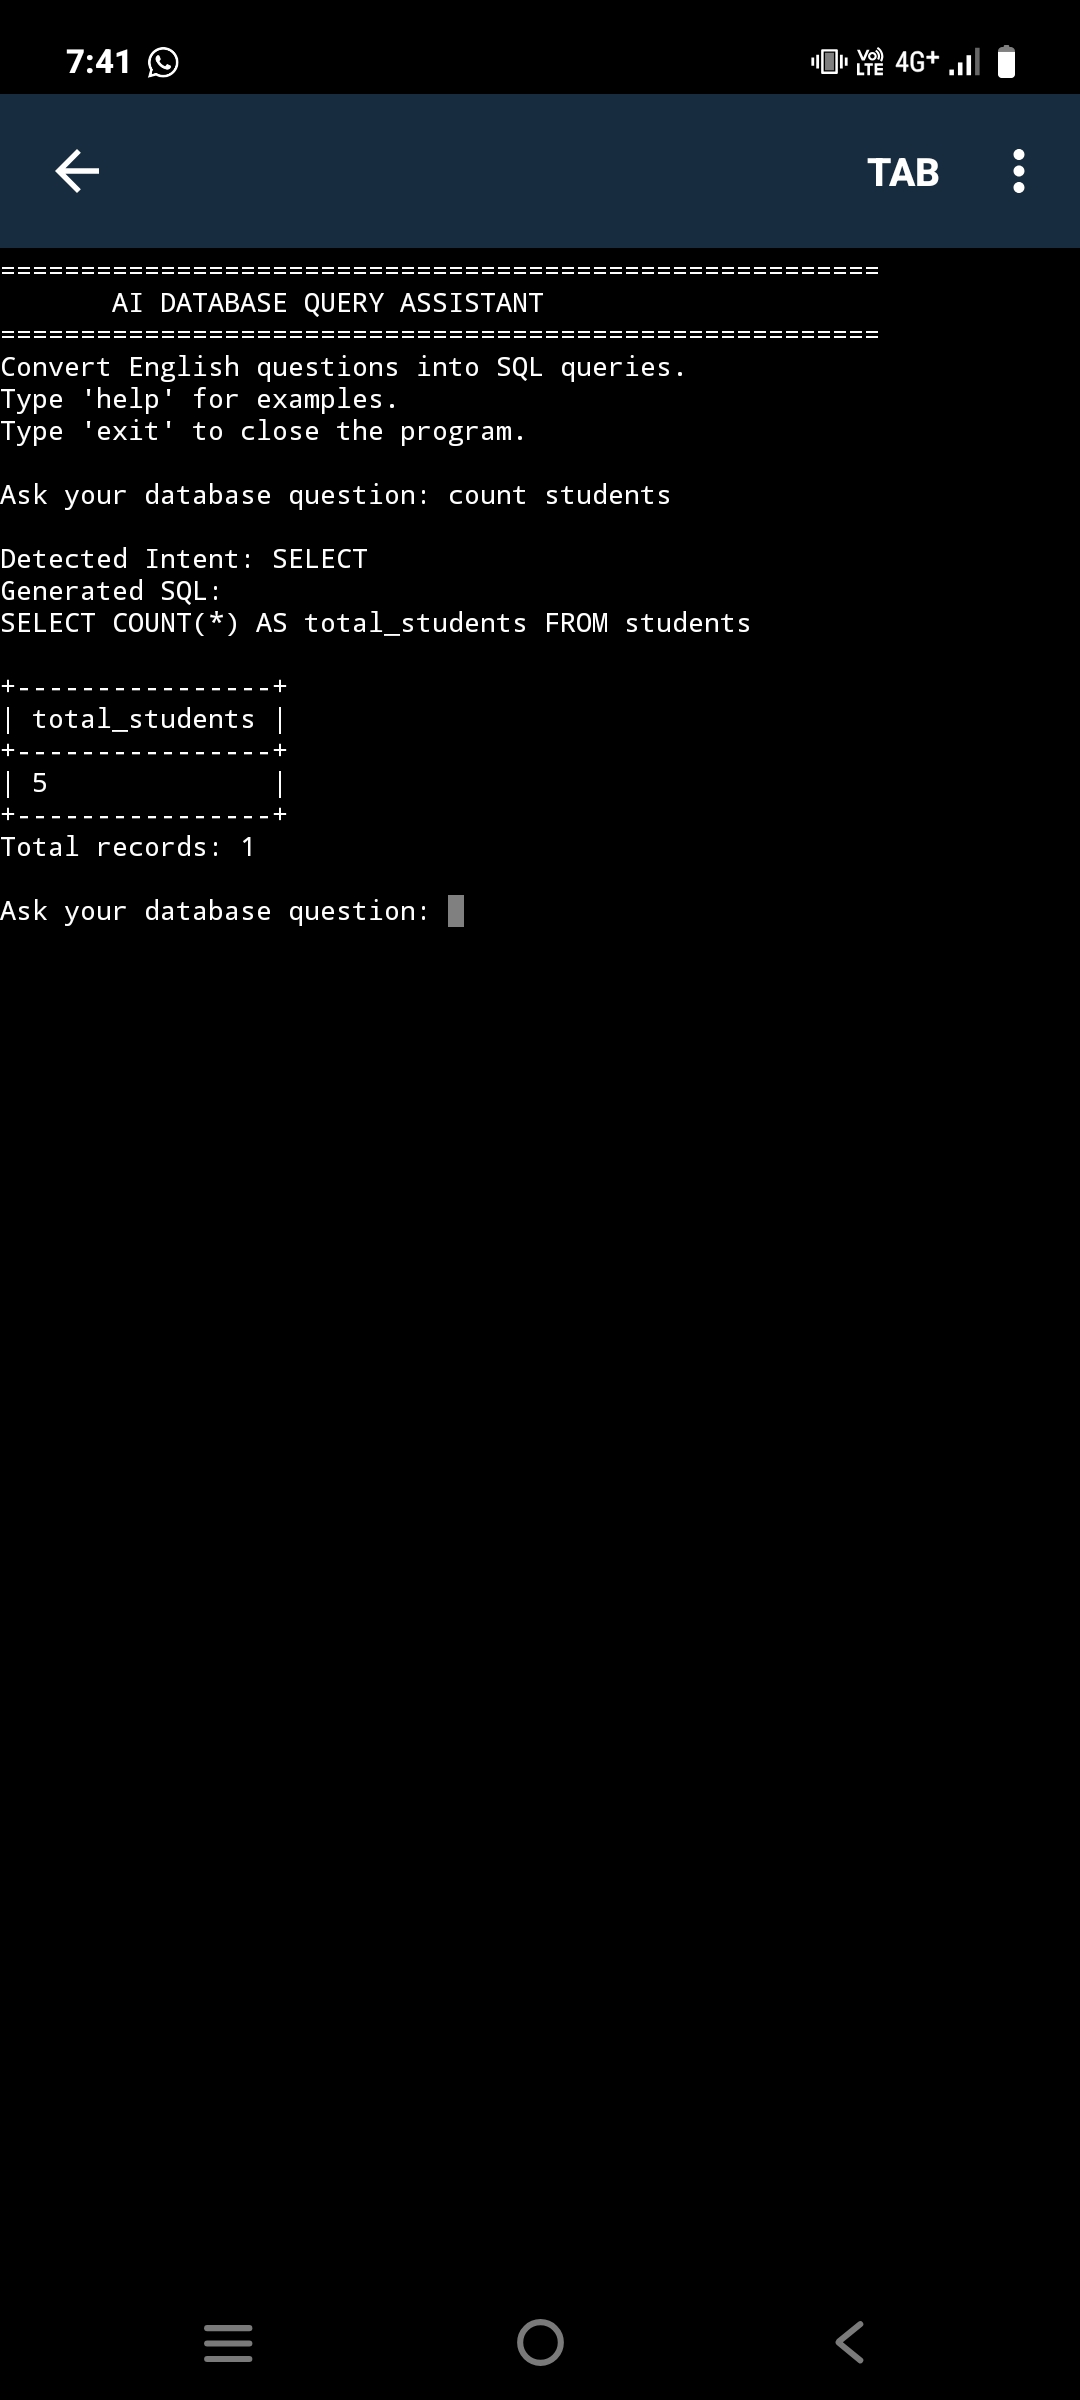 7:41 Vo LTE 4G+
TAB
=======================================================
AI DATABASE QUERY ASSISTANT
=======================================================
Convert English questions into SQL queries.
Type 'help' for examples.
Type 'exit' to close the program.
Ask your database question: count students
Detected Intent: SELECT
Generated SQL:
SELECT COUNT(*) AS total_students FROM students
+----------------+
| total_students |
+----------------+
| 5              |
+----------------+
Total records: 1
Ask your database question: